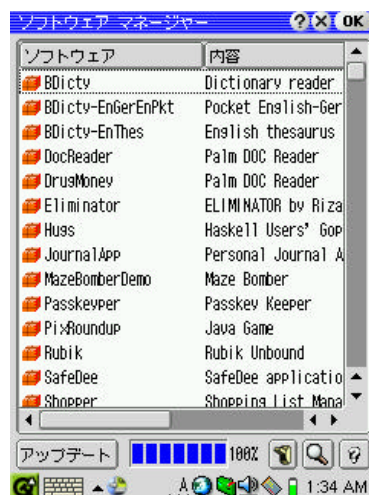 ソフトウェア マネージャー ? × OK
ソフトウェア 内容
BDicty Dictionary reader
BDicty-EnGerEnPkt Pocket English-Ger
BDicty-EnThes English thesaurus
DocReader Palm DOC Reader
DrugMoney Palm DOC Reader
Eliminator ELIMINATOR by Riza
Hugs Haskell Users' Gop
JournalApp Personal Journal A
MazeBomberDemo Maze Bomber
Passkeyper Passkey Keeper
PixRoundup Java Game
Rubik Rubik Unbound
SafeDee SafeDee applicatio
Shopper Shopping List Mana
アップデート 100% ?
A 1:34 AM